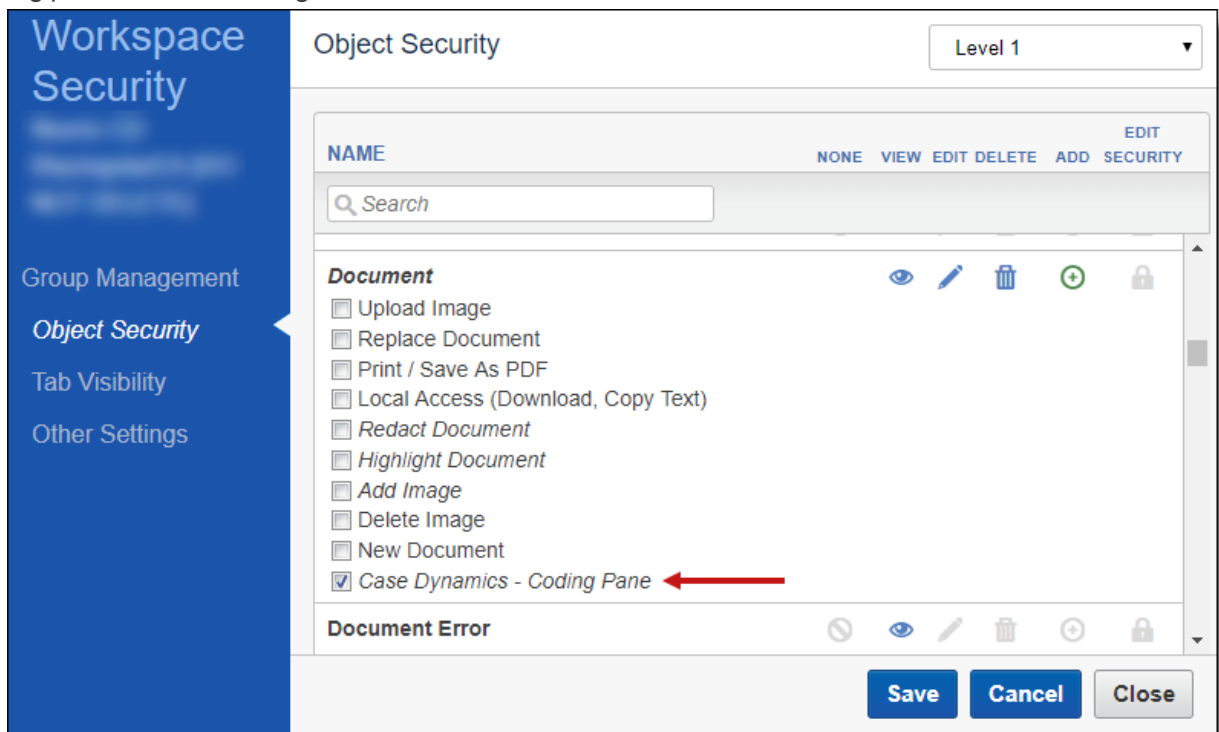 Workspace
Security
Group Management
Object Security
Tab Visibility
Other Settings
Object Security
Level 1
NAME NONE VIEW EDIT DELETE ADD EDIT SECURITY
Search
Document
Upload Image
Replace Document
Print / Save As PDF
Local Access (Download, Copy Text)
Redact Document
Highlight Document
Add Image
Delete Image
New Document
Case Dynamics - Coding Pane
Document Error
Save Cancel Close